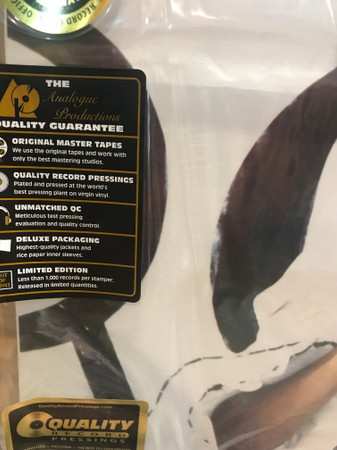 THE
Analogue
Productions
QUALITY GUARANTEE
ORIGINAL MASTER TAPES
We use the original tapes and work with
only the best mastering studios.
QUALITY RECORD PRESSINGS
Plated and pressed at the world's
best pressing plant on virgin vinyl.
UNMATCHED QC
Meticulous test pressing
evaluation and quality control.
DELUXE PACKAGING
Highest-quality jackets and
rice paper inner sleeves.
LIMITED EDITION
Less than 1,000 records per stamper.
Released in limited quantities.
QUALITY
RECORD
PRESSINGS